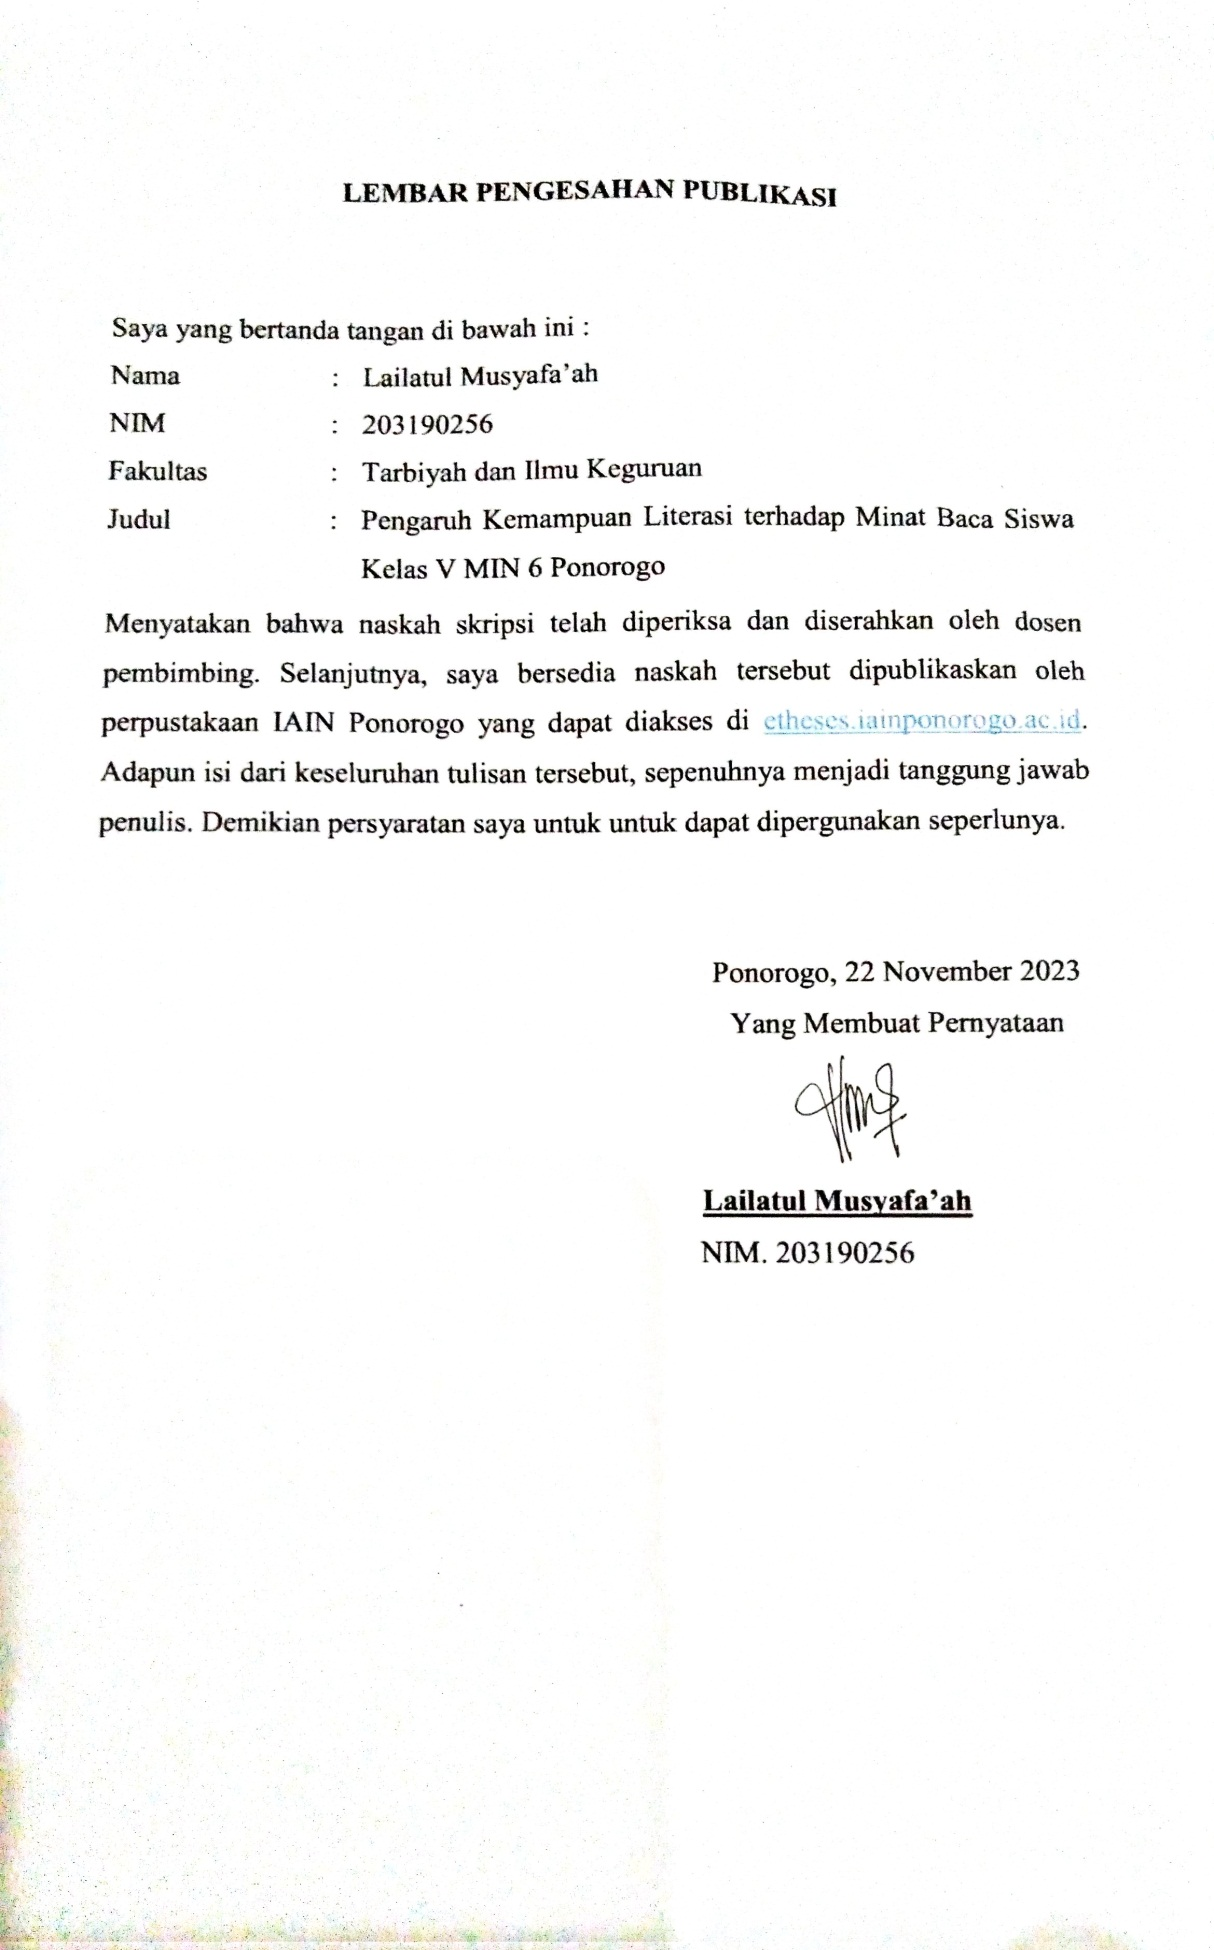 LEMBAR PENGESAHAN PUBLIKASI
Saya yang bertanda tangan di bawah ini :
Nama : Lailatul Musyafa’ah
NIM : 203190256
Fakultas : Tarbiyah dan Ilmu Keguruan
Judul : Pengaruh Kemampuan Literasi terhadap Minat Baca Siswa
Kelas V MIN 6 Ponorogo
Menyatakan bahwa naskah skripsi telah diperiksa dan diserahkan oleh dosen
pembimbing. Selanjutnya, saya bersedia naskah tersebut dipublikaskan oleh
perpustakaan IAIN Ponorogo yang dapat diakses di etheses.iainponorogo.ac.id.
Adapun isi dari keseluruhan tulisan tersebut, sepenuhnya menjadi tanggung jawab
penulis. Demikian persyaratan saya untuk untuk dapat dipergunakan seperlunya.
Ponorogo, 22 November 2023
Yang Membuat Pernyataan
Lailatul Musyafa’ah
NIM. 203190256